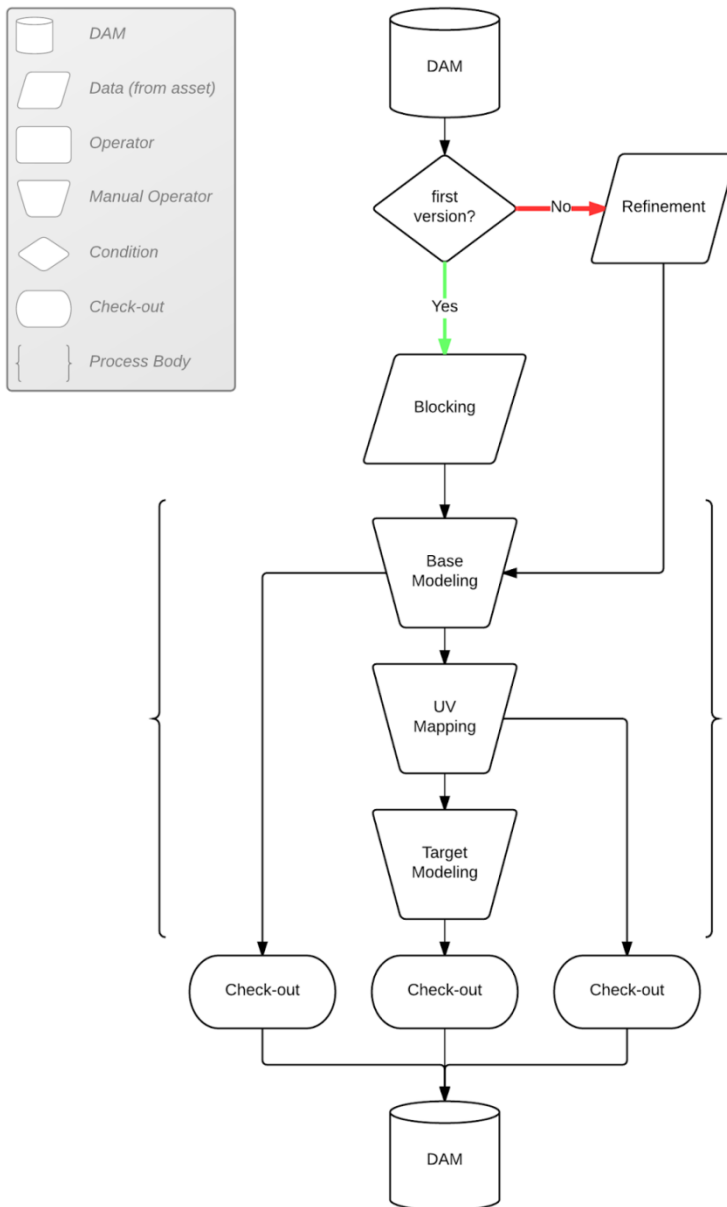 DAM
Data (from asset)
Operator
Manual Operator
Condition
Check-out
Process Body
DAM
first
version?
No
Refinement
Yes
Blocking
Base
Modeling
UV
Mapping
Target
Modeling
Check-out
Check-out
Check-out
DAM